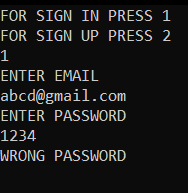 FOR SIGN IN PRESS 1
FOR SIGN UP PRESS 2
1
ENTER EMAIL
abcd@gmail.com
ENTER PASSWORD
1234
WRONG PASSWORD